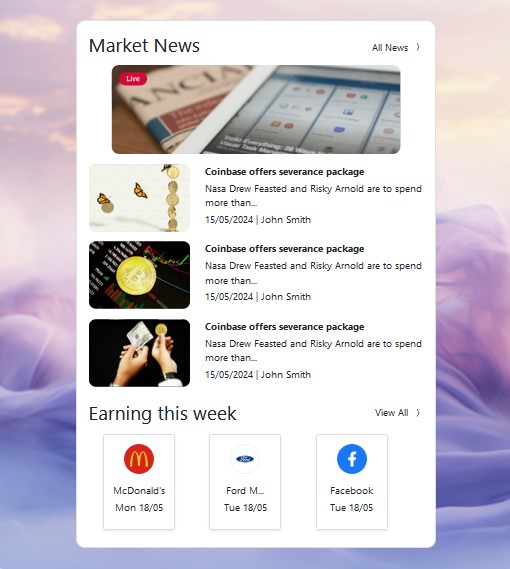 Market News
All News
Live
ANCIA
Coinbase offers severance package
Nasa Drew Feasted and Risky Arnold are to spend
more than...
15/05/2024 | John Smith
Coinbase offers severance package
Nasa Drew Feasted and Risky Arnold are to spend
more than...
15/05/2024 | John Smith
Coinbase offers severance package
Nasa Drew Feasted and Risky Arnold are to spend
more than...
15/05/2024 | John Smith
Earning this week
View All
Ford
McDonald's
Ford M...
Facebook
Mon 18/05
Tue 18/05
Tue 18/05